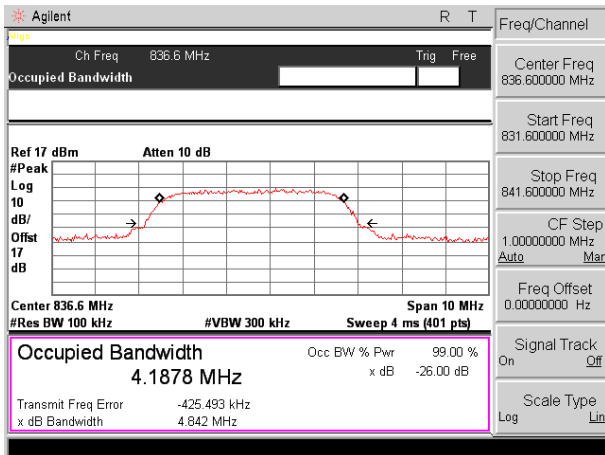 Agilent R T
Align
Ch Freq 836.6 MHz Trig Free
Occupied Bandwidth
Ref 17 dBm Atten 10 dB
#Peak
Log
10
dB/
Offst
17
dB
Center 836.6 MHz Span 10 MHz
#Res BW 100 kHz #VBW 300 kHz Sweep 4 ms (401 pts)
Occupied Bandwidth Occ BW % Pwr 99.00 %
4.1878 MHz x dB -26.00 dB
Transmit Freq Error -425.493 kHz
x dB Bandwidth 4.842 MHz
Freq/Channel
Center Freq
836.600000 MHz
Start Freq
831.600000 MHz
Stop Freq
841.600000 MHz
CF Step
1.00000000 MHz
Auto Man
Freq Offset
0.00000000 Hz
Signal Track
On Off
Scale Type
Log Lin